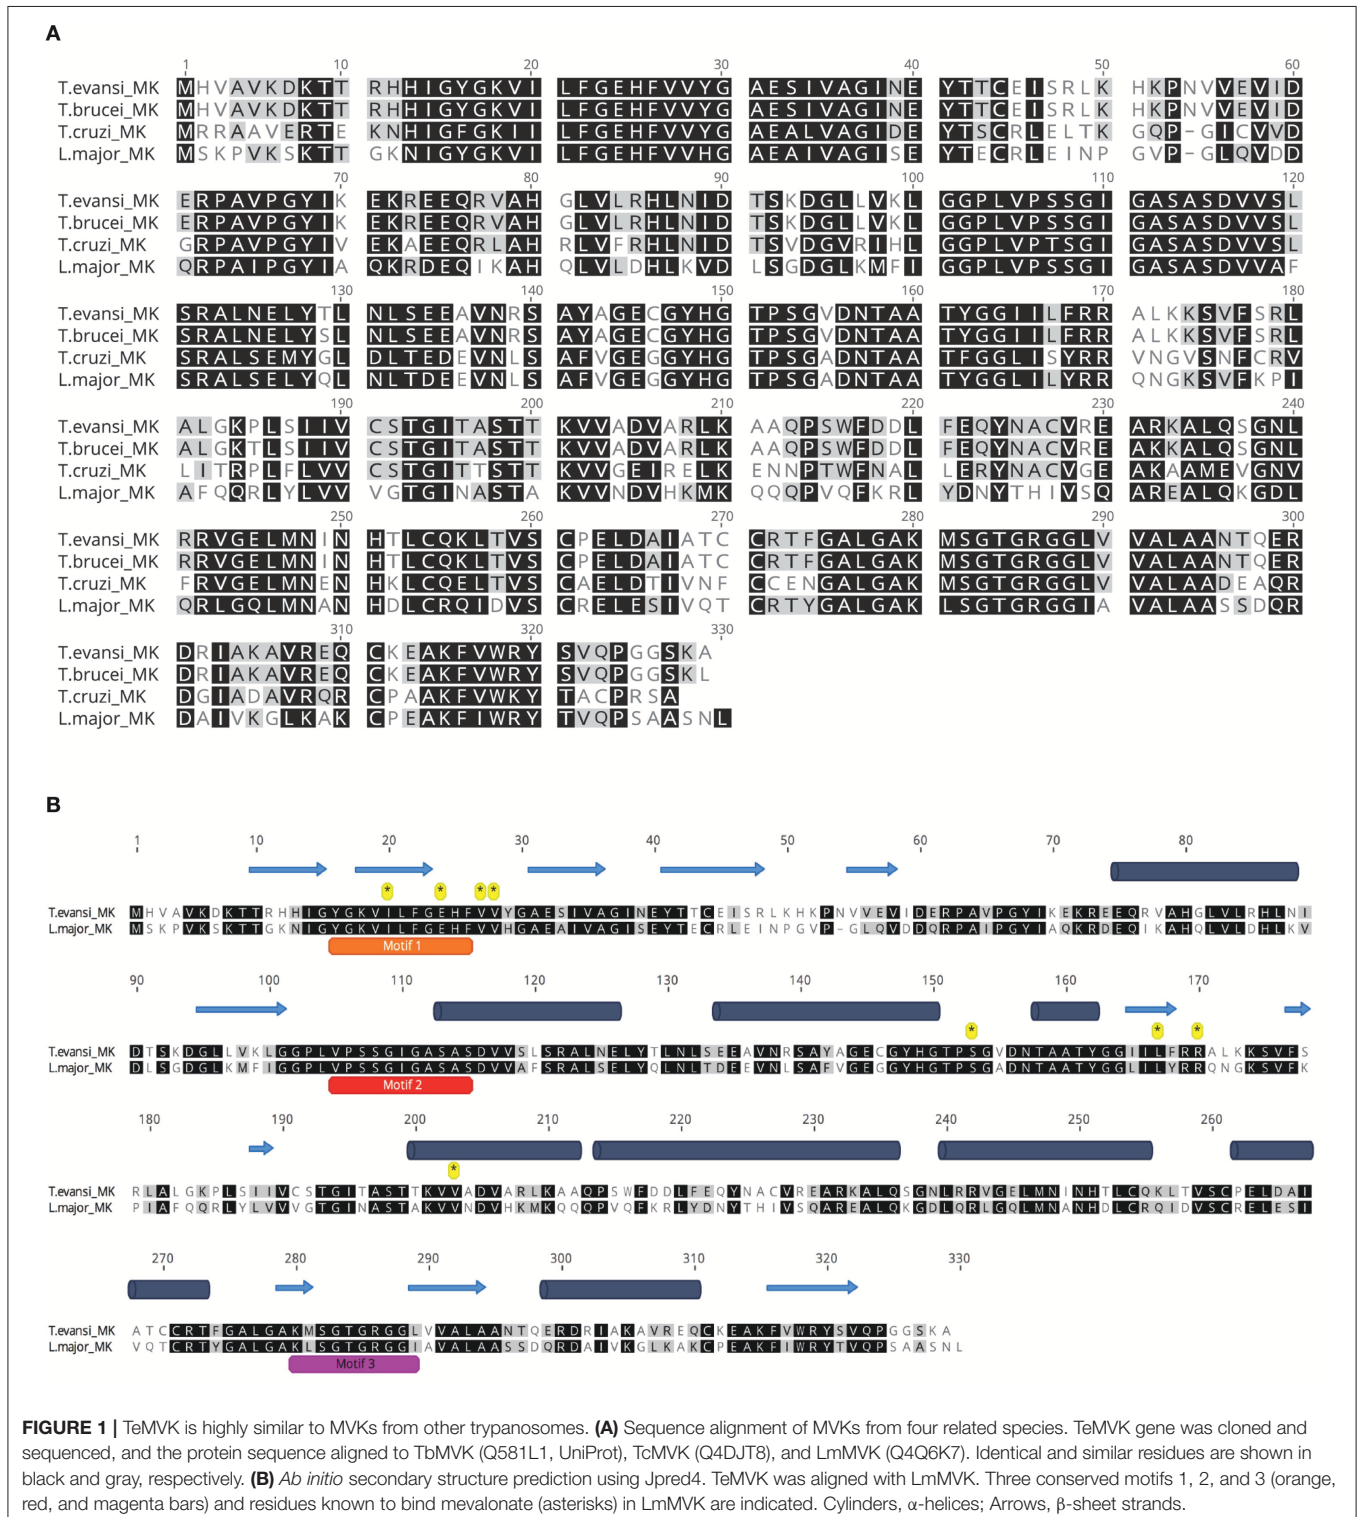 A
1 10 20 30 40 50 60
T.evansi_MK MHVAVKDKTT RHHIGYGKVI LFGEHFVVYG AESIVAGINE YTTCEISRLK HKPNVVEVID
T.brucei_MK MHVAVKDKTT RHHIGYGKVI LFGEHFVVYG AESIVAGINE YTTCEISRLK HKPNVVEVID
T.cruzi_MK MRRAAVERTE KNHIGFGKII LFGEHFVVYG AEALVAGIDE YTSCRLELTK GQP-GICVVD
L.major_MK MSKPVKSKTT GKNIGYGKVI LFGEHFVVHG AEAIVAGISE YTECRLEINP GVP-GLQVDD
70 80 90 100 110 120
T.evansi_MK ERPAVPGYIK EKREEQRVAH GLVLRHLNID TSKDGLLVKL GGPLVPSSGI GASASDVVSL
T.brucei_MK ERPAVPGYIK EKREEQRVAH GLVLRHLNID TSKDGLLVKL GGPLVPSSGI GASASDVVSL
T.cruzi_MK GRPAVPGYIV EKAEEQRLAH RLVFRHLNID TSVDGVRIHL GGPLVPTSGI GASASDVVSL
L.major_MK QRPAIPGYIA QKRDEQIKAH QLVLDHLKVD LSGDGLKMFI GGPLVPSSGI GASASDVVAF
130 140 150 160 170 180
T.evansi_MK SRALNELYTL NLSEEAVNRS AYAGECGYHG TPSGVDNTAA TYGGIILFRR ALKKSVFSRL
T.brucei_MK SRALNELYSL NLSEEAVNRS AYAGECGYHG TPSGVDNTAA TYGGIILFRR ALKKSVFSRL
T.cruzi_MK SRALSEMYGL DLTEDEVNLS AFVGEGGYHG TPSGADNTAA TFGGLISYRR VNGVSNFCRV
L.major_MK SRALSELYQL NLTDEEVNLS AFVGEGGYHG TPSGADNTAA TYGGLILYRR QNGKSVFKPI
190 200 210 220 230 240
T.evansi_MK ALGKPLSIIV CSTGITASTT KVVADVARLK AAQPSWFDDL FEQYNACVRE ARKALQSGNL
T.brucei_MK ALGKTLSIIV CSTGITASTT KVVADVARLK AAQPSWFDDL FEQYNACVRE ARKALQSGNL
T.cruzi_MK LITRPLFLVV CSTGITTSTT KVVGEIRELK ENNPTWFNAL LERYNACVGE AKAAMEVGNV
L.major_MK AFQQRLYLVV VGTGINASTA KVVNDVHKMK QQQPVQFKRL YDNYTHIVSQ AREALQKGDL
250 260 270 280 290 300
T.evansi_MK RRVGELMNIN HTLCQKLTVS CPELDAIATC CRTFGALGAK MSGTGRGGLV VALAANTQER
T.brucei_MK RRVGELMNIN HTLCQKLTVS CPELDAIATC CRTFGALGAK MSGTGRGGLV VALAANTQER
T.cruzi_MK FRVGELMNEN HKLCQELTVS CAELDTIVNF CCENGALGAK MSGTGRGGLV VALAADEAQR
L.major_MK QRLGQLMNAN HDLCRQIDVS CRELESIVQT CRTYGALGAK LSGTGRGGIA VALAASSDQR
310 320 330
T.evansi_MK DRIAKAVREQ CKEAKFVWRY SVQPGGSKA
T.brucei_MK DRIAKAVREQ CKEAKFVWRY SVQPGGSKL
T.cruzi_MK DGIADAVRQR CPAAKFVWKY TACPRSA
L.major_MK DAIVKGLKAK CPEAKFIWRY TVQPSAASNL
B
1 10 20 30 40 50 60 70 80
* * * *
T.evansi_MK MHVAVKDKTTRHHIGYGKVILFGEHFVVYGAESIVAGINEYTTCEISRLKHKPNVVEVIDERPAVPGYIKEKREEQRVAHGLVLRHLNI
L.major_MK MSKPVKSKTTGKNIGYGKVILFGEHFVVHGAEAIVAGISEYTECRLEINPGVP-GLQVDDQRPAIPGYIAQKRDEQIKAHQLVLDHLKV
Motif 1
90 100 110 120 130 140 150 160 170
* * *
T.evansi_MK DTSKDGLLVKLGGPLVPSSGIGASASDVVSLSRALNELYTLNLSEEAVNRSAYAGECGYHGTPSGVDNTAATYGGIILFRRALKKSVFS
L.major_MK DLSGDGLKMFIGGPLVPSSGIGASASDVVAFSRALSELYQLNLTDEEVNLSAFVGEGGYHGTPSGADNTAATYGGLILYRRQNGKSVFK
Motif 2
180 190 200 210 220 230 240 250 260
*
T.evansi_MK RLALGKPLSIIVCSTGITASTTKVVADVARLKAAQPSWFDDLFEQYNACVREARKALQSGNLRRVGELMNINHTLCQKLTVSCPELDAI
L.major_MK PIAFQQRLYLVVVGTGINASTAKVVNDVHKMKQQQPVQFKRLYDNYTHIVSQAREALQKGDLQRLGQLMNANHDLCRQIDVSCRELESI
270 280 290 300 310 320 330
T.evansi_MK ATCCRTFGALGAKMSGTGRGGLVVALAANTQERDRIAKAVREQCKEAKFVWRYSVQPGGSKA
L.major_MK VQTCRTYGALGAKLSGTGRGGIAVALAASSDQRDAIVKGLKAKCPEAKFIWRYTVQPSAASNL
Motif 3
FIGURE 1 | TeMVK is highly similar to MVKs from other trypanosomes. (A) Sequence alignment of MVKs from four related species. TeMVK gene was cloned and
sequenced, and the protein sequence aligned to TbMVK (Q581L1, UniProt), TcMVK (Q4DJT8), and LmMVK (Q4Q6K7). Identical and similar residues are shown in
black and gray, respectively. (B) Ab initio secondary structure prediction using Jpred4. TeMVK was aligned with LmMVK. Three conserved motifs 1, 2, and 3 (orange,
red, and magenta bars) and residues known to bind mevalonate (asterisks) in LmMVK are indicated. Cylinders, α-helices; Arrows, β-sheet strands.